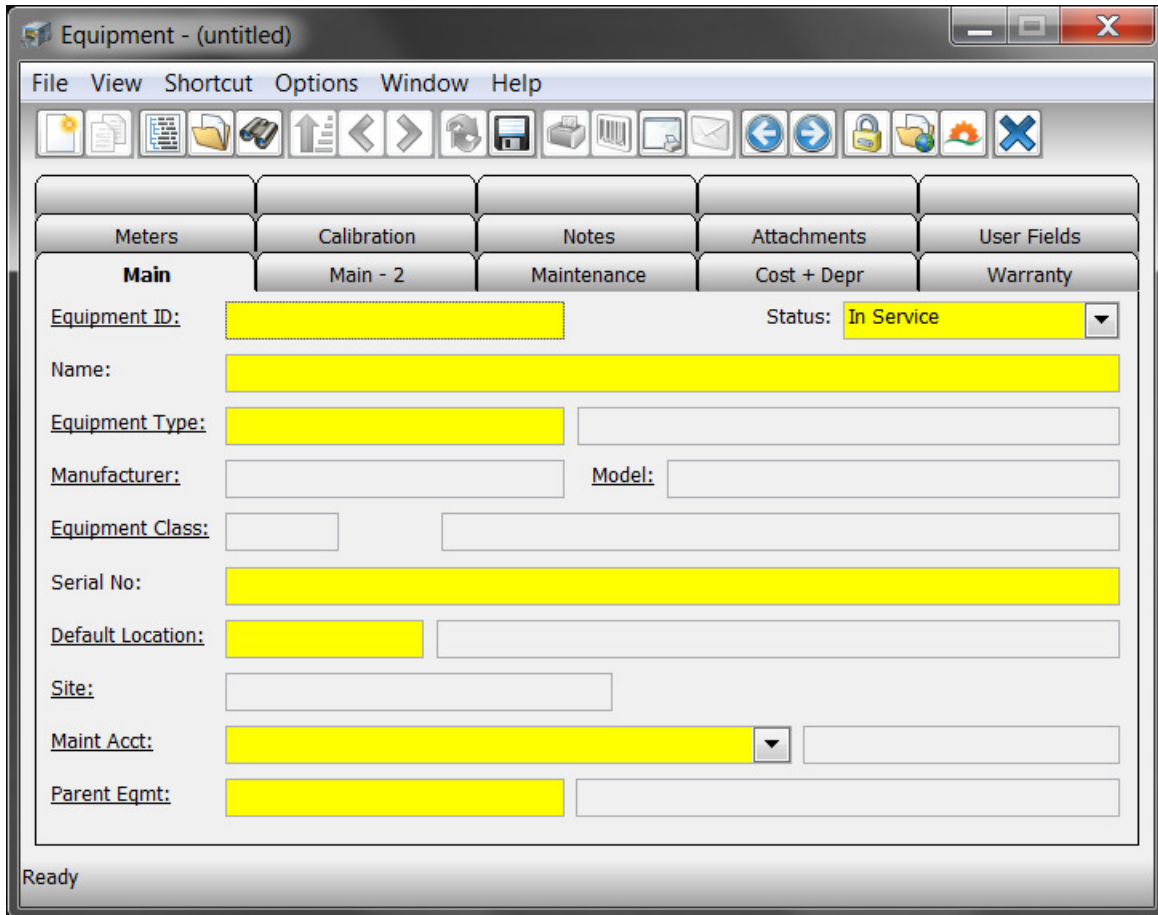 Equipment - (untitled)
File View Shortcut Options Window Help
Meters Calibration Notes Attachments User Fields
Main Main - 2 Maintenance Cost + Depr Warranty
Equipment ID: Status: In Service
Name:
Equipment Type:
Manufacturer: Model:
Equipment Class:
Serial No:
Default Location:
Site:
Maint Acct:
Parent Eqmt:
Ready